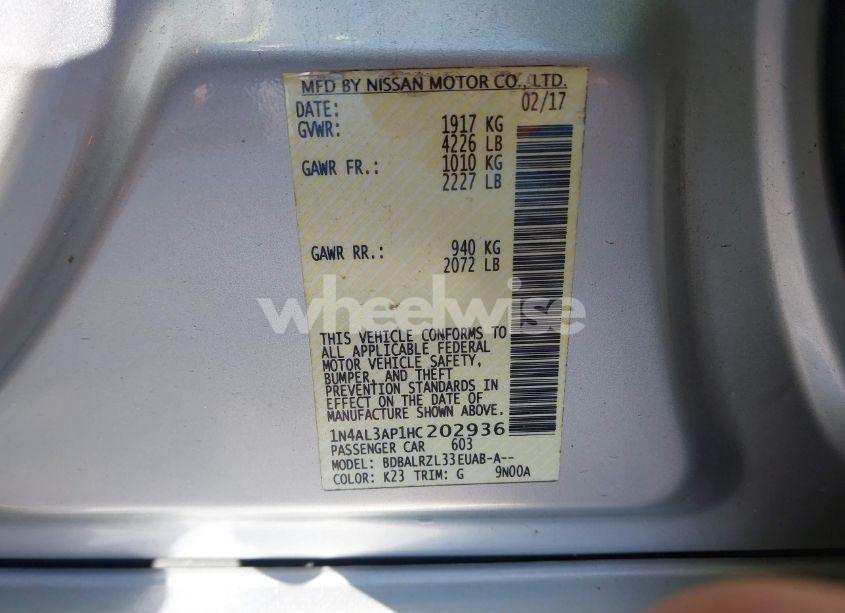 MFD BY NISSAN MOTOR CO., LTD.
DATE: 02/17
GVWR: 1917 KG
4226 LB
GAWR FR.: 1010 KG
2227 LB
GAWR RR.: 940 KG
2072 LB
wheelwise
THIS VEHICLE CONFORMS TO
ALL APPLICABLE FEDERAL
MOTOR VEHICLE SAFETY,
BUMPER, AND THEFT
PREVENTION STANDARDS IN
EFFECT ON THE DATE OF
MANUFACTURE SHOWN ABOVE.
1N4AL3AP1HC202936
PASSENGER CAR 603
MODEL: BDBALRZL33EUAB-A--
COLOR: K23 TRIM: G 9N00A